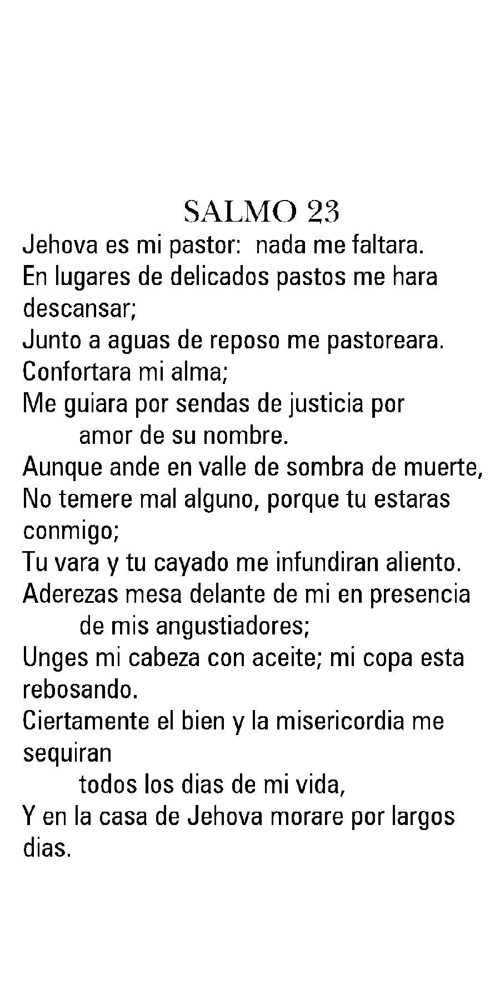 SALMO 23
Jehova es mi pastor:  nada me faltara.
En lugares de delicados pastos me hara
descansar;
Junto a aguas de reposo me pastoreara.
Confortara mi alma;
Me guiara por sendas de justicia por
amor de su nombre.
Aunque ande en valle de sombra de muerte,
No temere mal alguno, porque tu estaras
conmigo;
Tu vara y tu cayado me infundiran aliento.
Aderezas mesa delante de mi en presencia
de mis angustiadores;
Unges mi cabeza con aceite; mi copa esta
rebosando.
Ciertamente el bien y la misericordia me
sequiran
todos los dias de mi vida,
Y en la casa de Jehova morare por largos
dias.